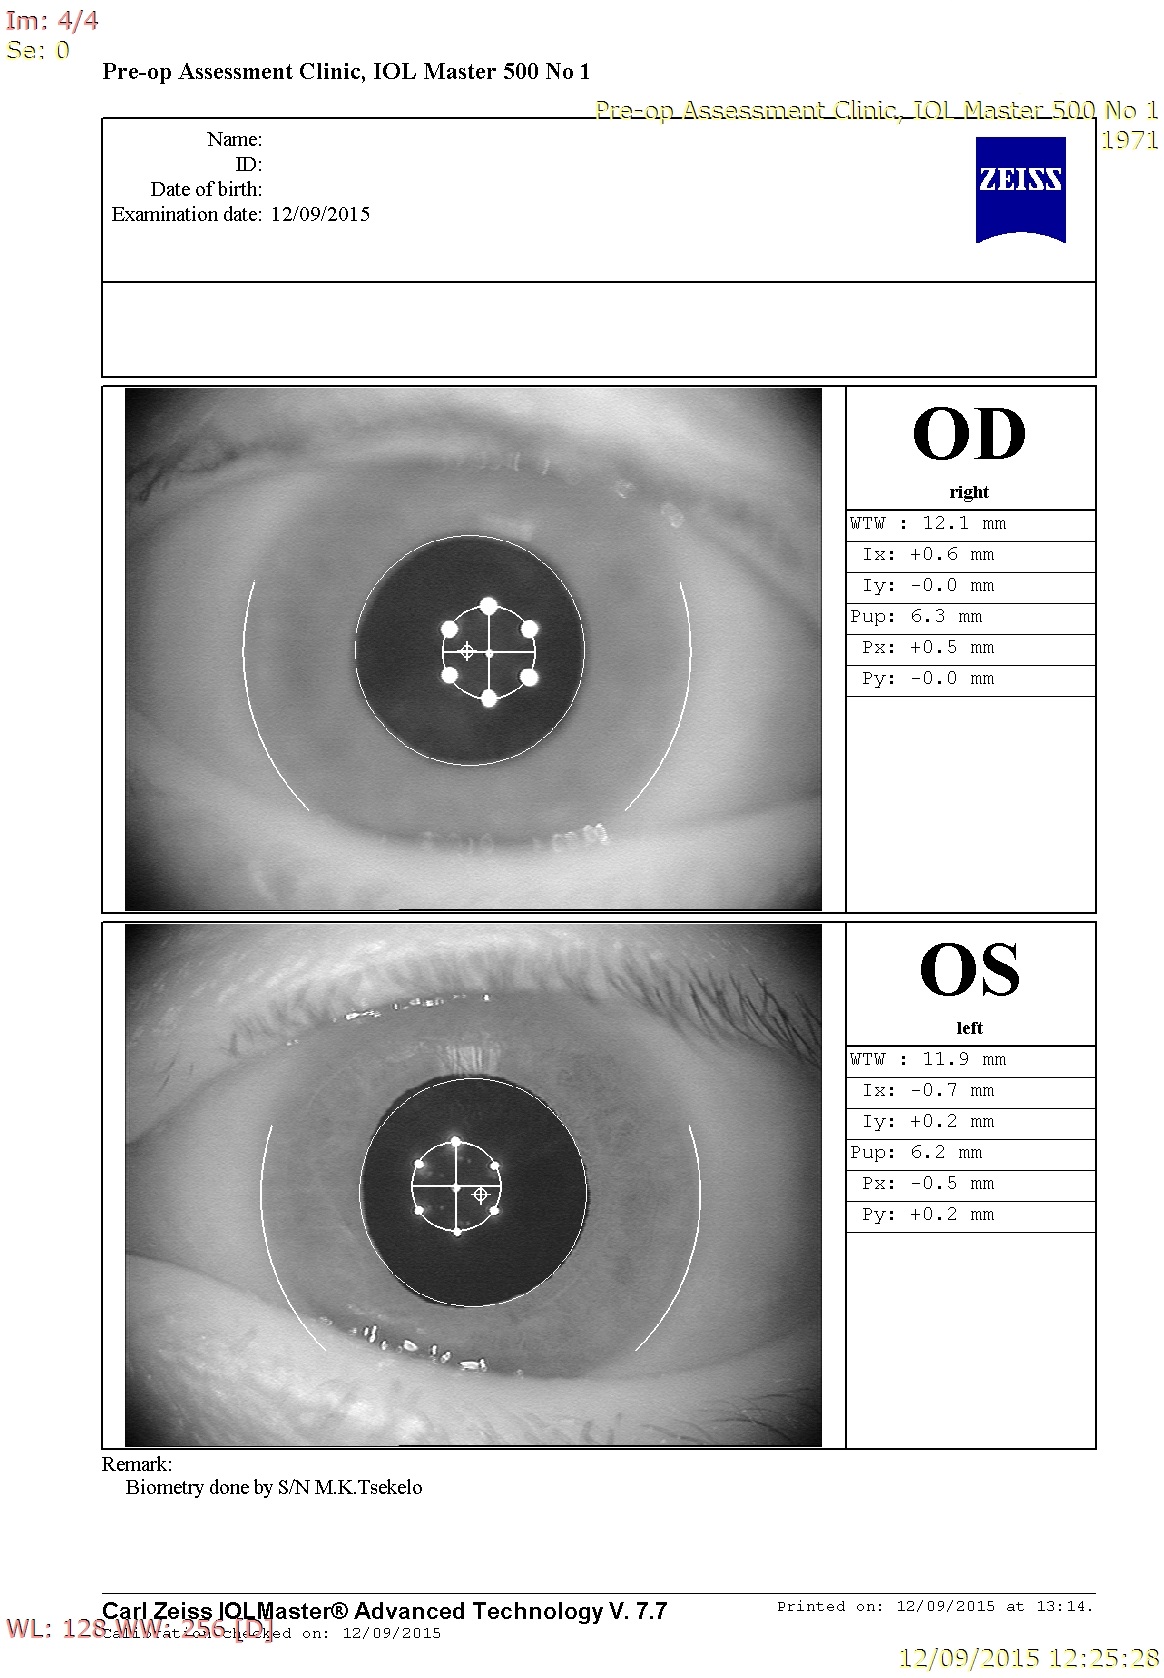 Im: 4/4
Se: 0
Pre-op Assessment Clinic, IOL Master 500 No 1
Pre-op Assessment Clinic, IOL Master 500 No 1
1971
Name:
ID:
Date of birth:
Examination date: 12/09/2015
ZEISS
OD
right
WTW : 12.1 mm
Ix: +0.6 mm
Iy: -0.0 mm
Pup: 6.3 mm
Px: +0.5 mm
Py: -0.0 mm
OS
left
WTW : 11.9 mm
Ix: -0.7 mm
Iy: +0.2 mm
Pup: 6.2 mm
Px: -0.5 mm
Py: +0.2 mm
Remark:
Biometry done by S/N M.K.Tsekelo
Carl Zeiss IOLMaster® Advanced Technology V. 7.7
Printed on: 12/09/2015 at 13:14.
WL: 128 WW: 256 [D]
Calibration checked on: 12/09/2015
12/09/2015 12:25:28